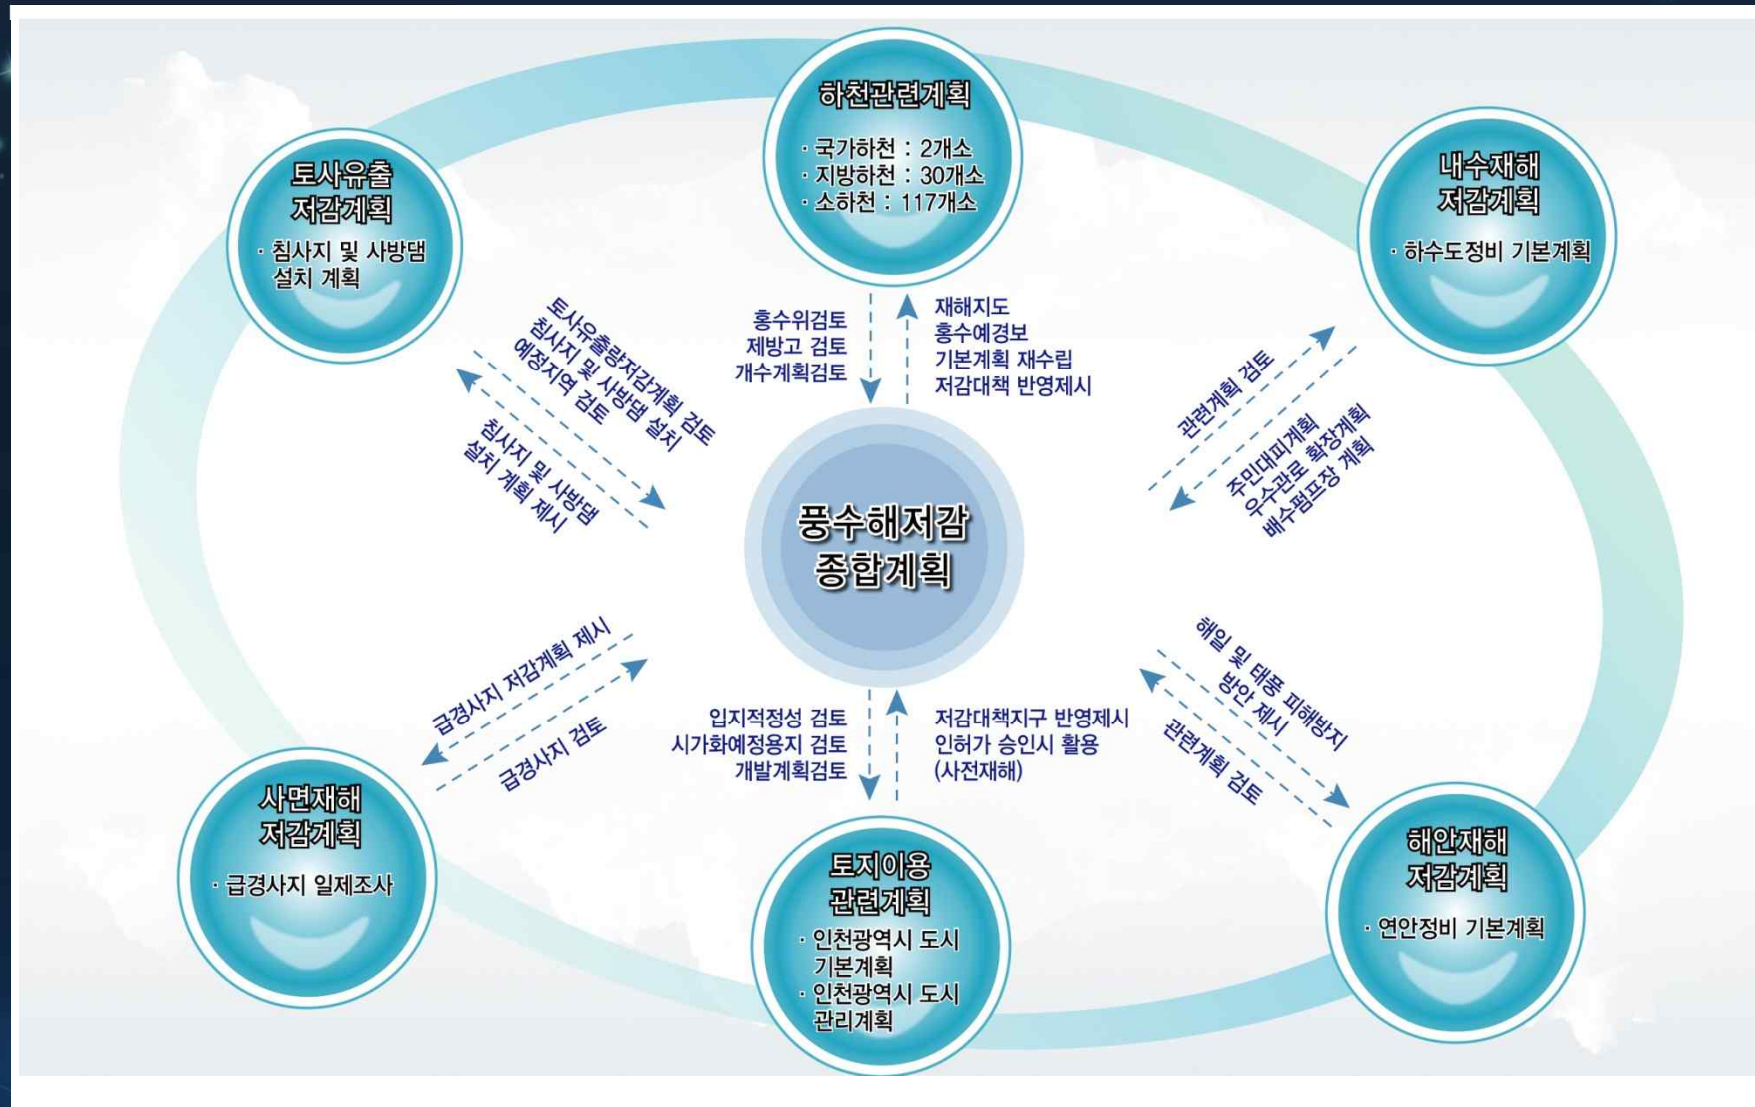 하천관련계획
· 국가하천 : 2개소
· 지방하천 : 30개소
· 소하천 : 117개소
토사유출
저감계획
· 침사지 및 사방댐
설치 계획
내수재해
저감계획
· 하수도정비 기본계획
홍수위검토
제방고 검토
개수계획검토
재해지도
홍수예경보
기본계획 재수립
저감대책 반영제시
토사유출량저감계획 검토
침사지 및 사방댐 설치
예정지역 검토
침사지 및 사방댐
설치 계획 제시
관련계획 검토
주민대피계획
우수관로 확장계획
배수펌프장 계획
풍수해저감
종합계획
급경사지 저감계획 제시
급경사지 검토
입지적정성 검토
시가화예정용지 검토
개발계획검토
저감대책지구 반영제시
인허가 승인시 활용
(사전재해)
해일 및 태풍 피해방지
방안 제시
관련계획 검토
사면재해
저감계획
· 급경사지 일제조사
토지이용
관련계획
· 인천광역시 도시
기본계획
· 인천광역시 도시
관리계획
해안재해
저감계획
· 연안정비 기본계획